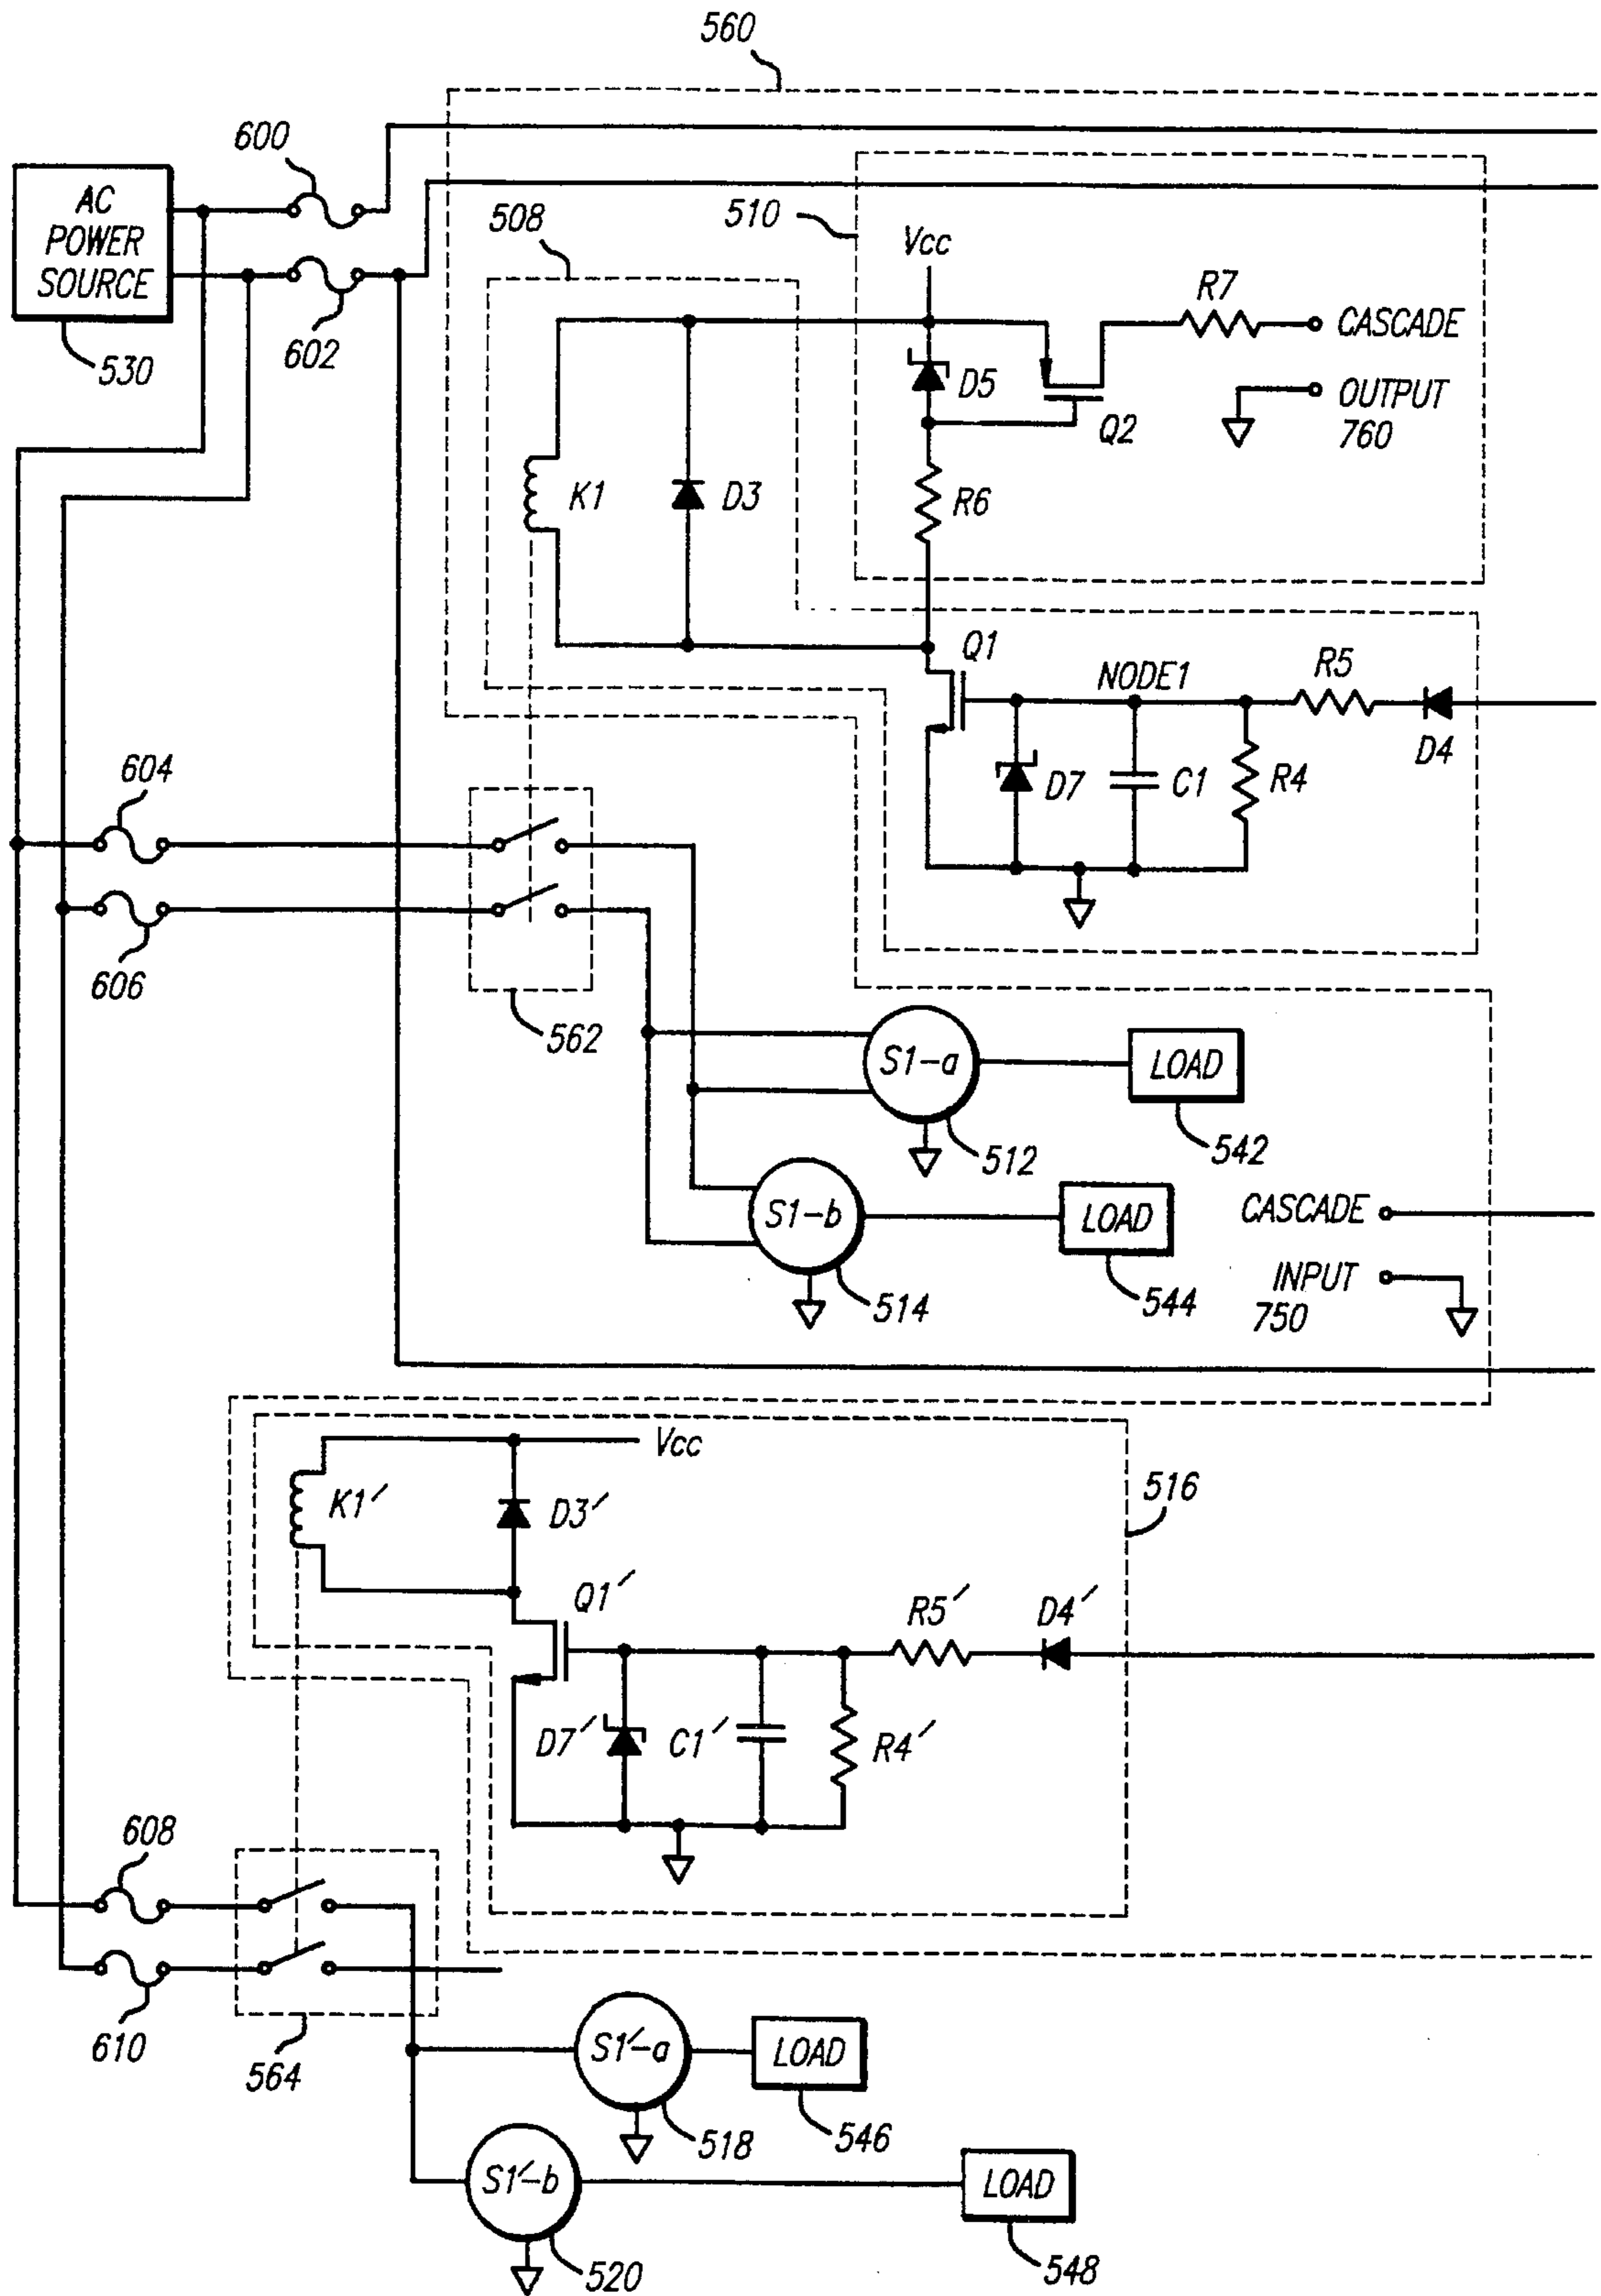 560
600
AC
POWER
SOURCE
530
602
508
510
Vcc
R7
CASCADE
D5
OUTPUT
760
Q2
K1
D3
R6
Q1
NODE1
R5
D4
D7
C1
R4
604
606
562
S1-a
LOAD
512
542
S1-b
LOAD
514
544
CASCADE
INPUT
750
Vcc
K1′
D3′
516
Q1′
R5′
D4′
D7′
C1′
R4′
608
610
564
S1′-a
LOAD
518
546
S1′-b
LOAD
520
548